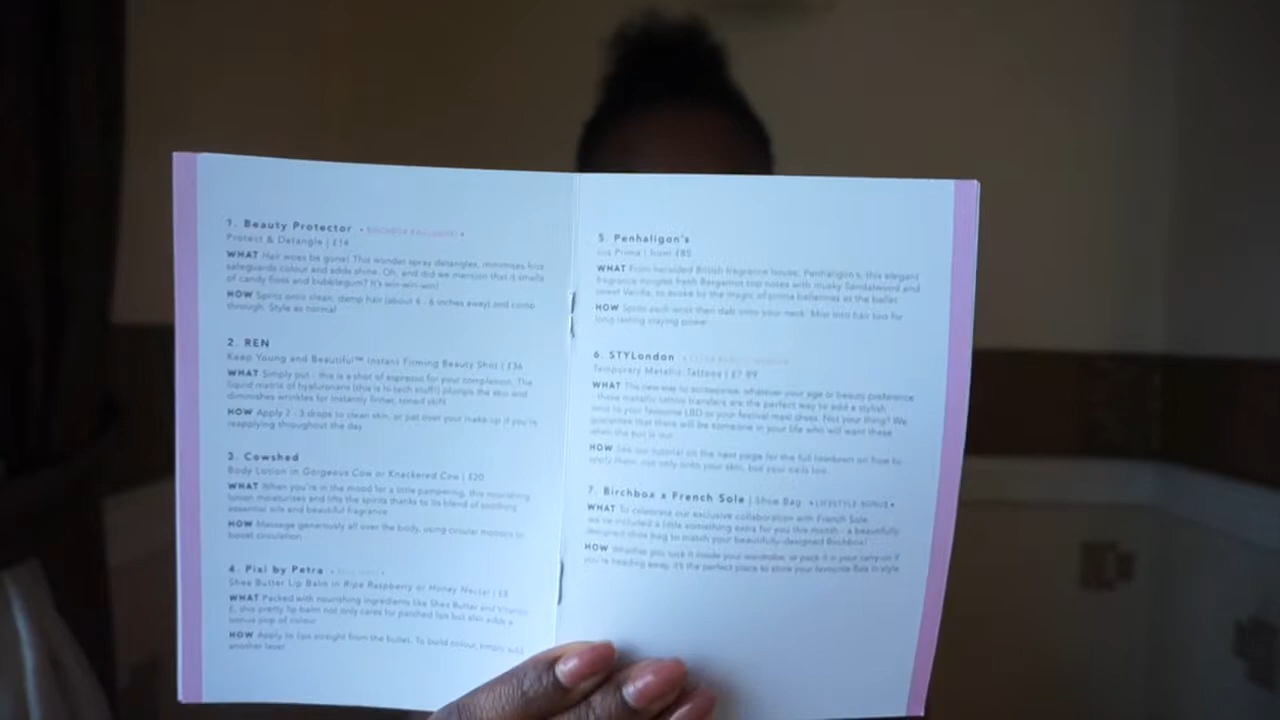 1. Beauty Protector • BIRCHBOX EXCLUSIVE! •
Protect & Detangle | £14
WHAT Hair woes be gone! This wonder spray detangles, minimises frizz
safeguards colour and adds shine. Oh, and did we mention that it smells
of candy floss and bubblegum? It's win-win-win!
HOW Spritz onto clean, damp hair (about 4 - 6 inches away) and comb
through. Style as normal
2. REN
Keep Young and Beautiful™ Instant Firming Beauty Shot | £36
WHAT Simply put - this is a shot of espresso for your complexion. The
liquid matrix of hyaluronans (this is hi-tech stuff!) plumps the skin and
diminishes wrinkles for instantly firmer, toned skin
HOW Apply 2 - 3 drops to clean skin, or pat over your make-up if you're
reapplying throughout the day
3. Cowshed
Body Lotion in Gorgeous Cow or Knackered Cow | £20
WHAT When you're in the mood for a little pampering, this nourishing
lotion moisturises and lifts the spirits thanks to its blend of soothing
essential oils and beautiful fragrance
HOW Massage generously all over the body, using circular motions to
boost circulation
4. Pixi by Petra
Shea Butter Lip Balm in Ripe Raspberry or Honey Nectar | £8
WHAT Packed with nourishing ingredients like Shea Butter and Vitamin
E, this pretty lip balm not only cares for parched lips but also adds a
bonus pop of colour
HOW Apply to lips straight from the bullet. To build colour, simply add
another layer
5. Penhaligon's
Iris Prima | from £85
WHAT From heralded British fragrance house, Penhaligon's, this elegant
fragrance mingles fresh Bergamot top notes with musky Sandalwood and
sweet Vanilla, to evoke by the magic of prima ballerinas at the ballet
HOW Spritz each wrist then dab onto your neck. Mist into hair too for
long-lasting staying power
6. STYLondon
Temporary Metallic Tattoos | £7.89
WHAT The new way to accessorise, whatever your age or beauty preference
- these metallic tattoo transfers are the perfect way to add a stylish
to your favourite LBD or your festival maxi dress. Not your thing? We
guarantee that there will be someone in your life who will want these
when the sun is out
HOW See our tutorial on the next page for the full lowdown on how to
apply them, not only onto your skin, but your nails too.
7. Birchbox x French Sole | Shoe Bag • LIFESTYLE BONUS •
WHAT To celebrate our exclusive collaboration with French Sole
we've included a little something extra for you this month - a beautifully
designed shoe bag to match your beautifully-designed Birchbox!
HOW Whether you tuck it inside your wardrobe, or pack it in your carry-on if
you're heading away, it's the perfect place to store your favourite flats in style